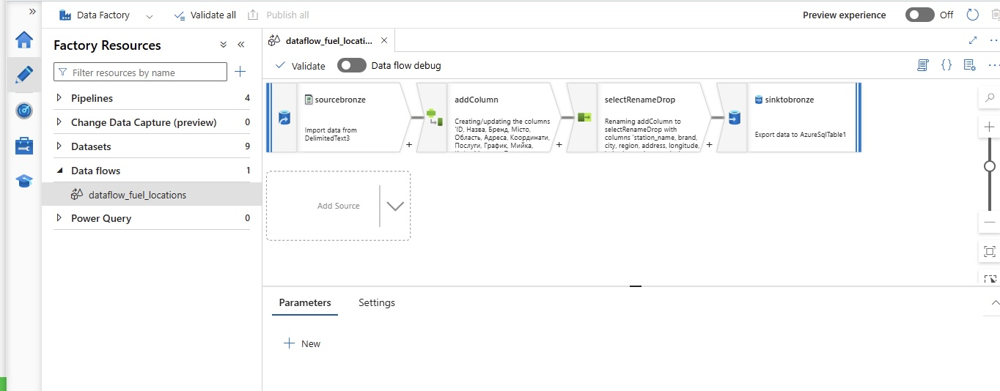 Data Factory
Validate all
Publish all
Preview experience
Off
Factory Resources
Filter resources by name
Pipelines 4
Change Data Capture (preview) 0
Datasets 9
Data flows 1
dataflow_fuel_locations
Power Query 0
dataflow_fuel_locati...
Validate
Data flow debug
sourcebronze
Import data from
DelimitedText3
+
addColumn
Creating/updating the columns
'ID, Назва, Бренд, Місто,
Область, Адреса, Координати,
Послуги, Графік, Мийка,
+
selectRenameDrop
Renaming addColumn to
selectRenameDrop with
columns 'station_name, brand,
city, region, address, longitude,
+
sinktobronze
Export data to AzureSqlTable1
Add Source
Parameters
Settings
New